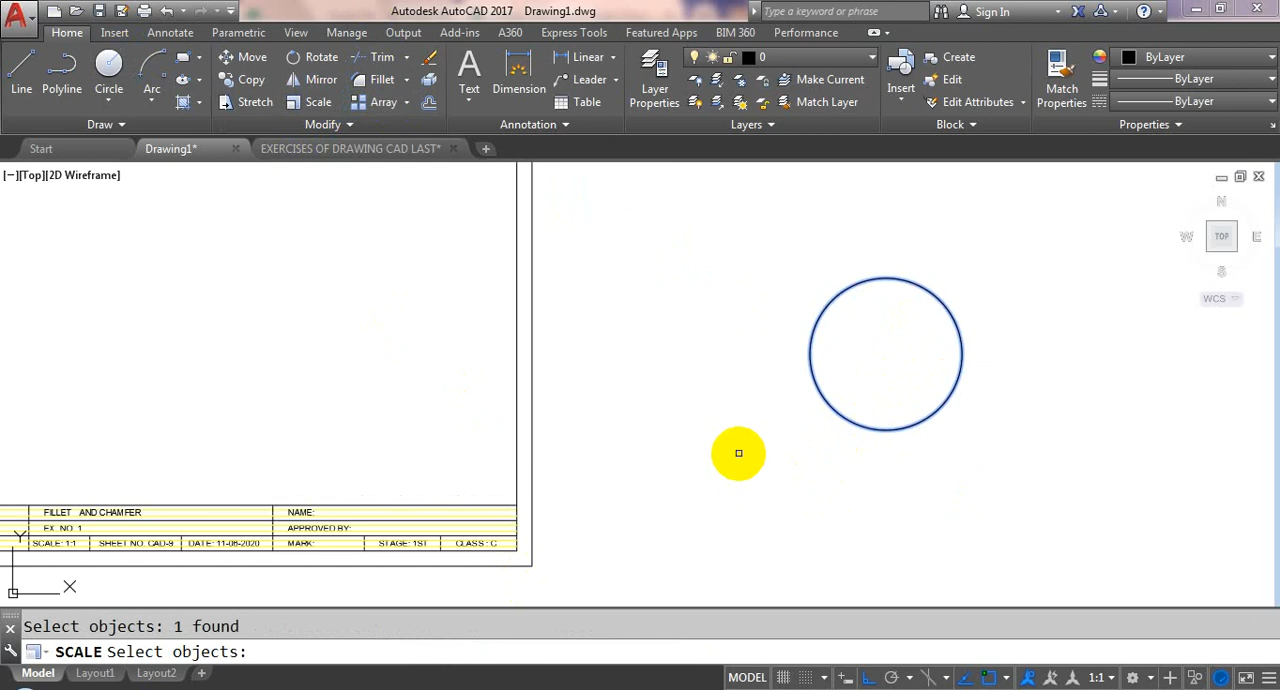 Autodesk AutoCAD 2017 Drawing1.dwg
Type a keyword or phrase
Sign In
Home Insert Annotate Parametric View Manage Output Add-ins A360 Express Tools Featured Apps BIM 360 Performance
Line Polyline Circle Arc
Draw
Move Rotate Trim
Copy Mirror Fillet
Stretch Scale Array
Modify
Text Dimension
Linear
Leader
Table
Annotation
Layer Properties
0
Make Current
Match Layer
Layers
Insert
Create
Edit
Edit Attributes
Block
Match Properties
ByLayer
ByLayer
ByLayer
Properties
Start Drawing1* EXERCISES OF DRAWING CAD LAST*
[−][Top][2D Wireframe]
N
W TOP E
S
WCS
FILLET AND CHAMFER NAME:
EX. NO. 1 APPROVED BY:
SCALE: 1:1 SHEET NO. CAD-9 DATE: 11-08-2020 MARK: STAGE: 1ST CLASS : C
Y
X
Select objects: 1 found
SCALE Select objects:
Model Layout1 Layout2 +
MODEL 1:1